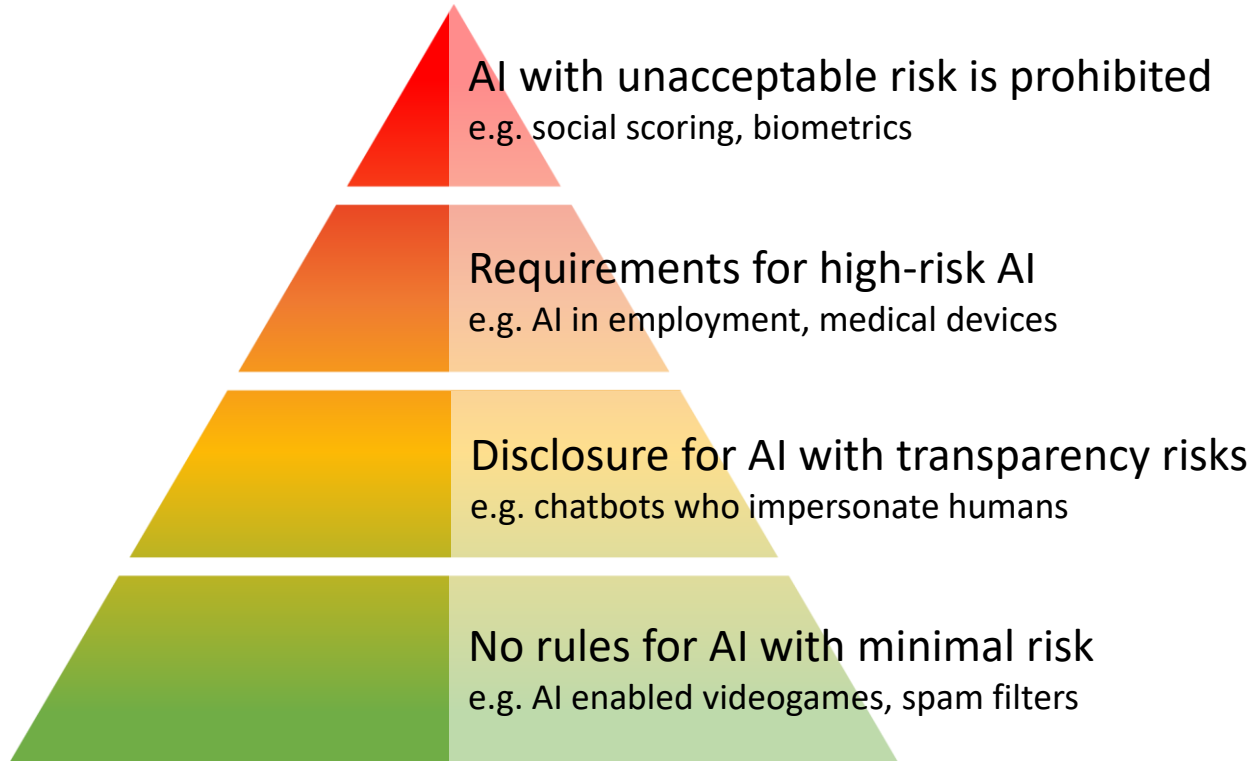 AI with unacceptable risk is prohibited
e.g. social scoring, biometrics
Requirements for high-risk AI
e.g. AI in employment, medical devices
Disclosure for AI with transparency risks
e.g. chatbots who impersonate humans
No rules for AI with minimal risk
e.g. AI enabled videogames, spam filters